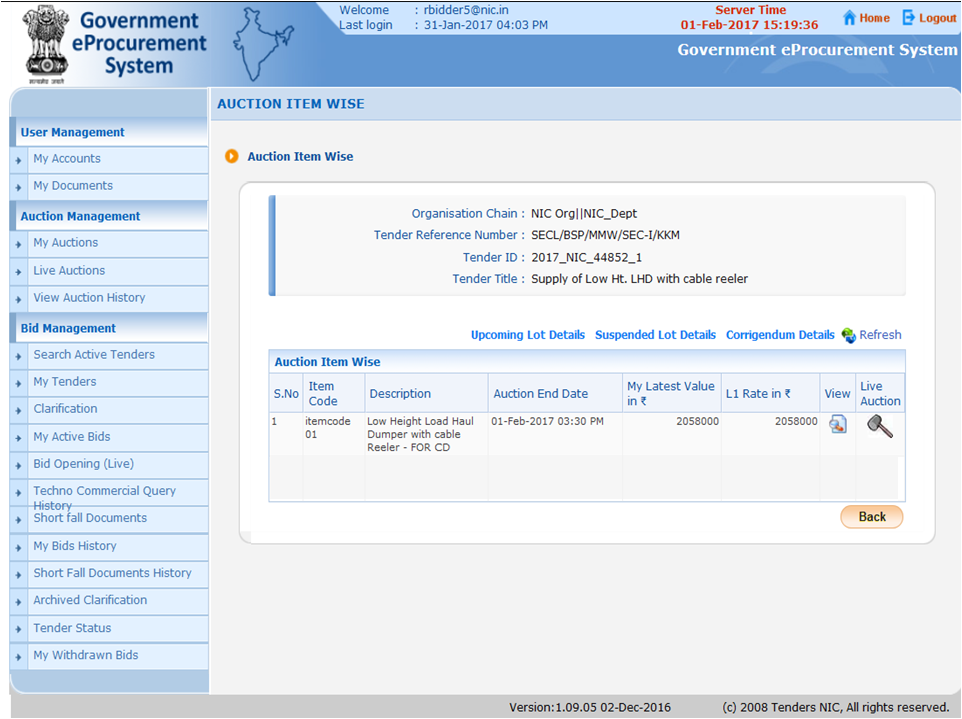 Government
eProcurement
System
सत्यमेव जयते
Welcome : rbidder5@nic.in
Last login : 31-Jan-2017 04:03 PM
Server Time
01-Feb-2017 15:19:36
Home
Logout
Government eProcurement System
User Management
My Accounts
My Documents
Auction Management
My Auctions
Live Auctions
View Auction History
Bid Management
Search Active Tenders
My Tenders
Clarification
My Active Bids
Bid Opening (Live)
Techno Commercial Query
History
Short fall Documents
My Bids History
Short Fall Documents History
Archived Clarification
Tender Status
My Withdrawn Bids
AUCTION ITEM WISE
Auction Item Wise
Organisation Chain : NIC Org||NIC_Dept
Tender Reference Number : SECL/BSP/MMW/SEC-I/KKM
Tender ID : 2017_NIC_44852_1
Tender Title : Supply of Low Ht. LHD with cable reeler
Upcoming Lot Details Suspended Lot Details Corrigendum Details Refresh
Auction Item Wise
S.No Item Code Description Auction End Date My Latest Value in ₹ L1 Rate in ₹ View Live Auction
1 itemcode 01-Feb-2017 03:30 PM 2058000 2058000
01
Low Height Load Haul
Dumper with cable
Reeler - FOR CD
Back
Version:1.09.05 02-Dec-2016 (c) 2008 Tenders NIC, All rights reserved.